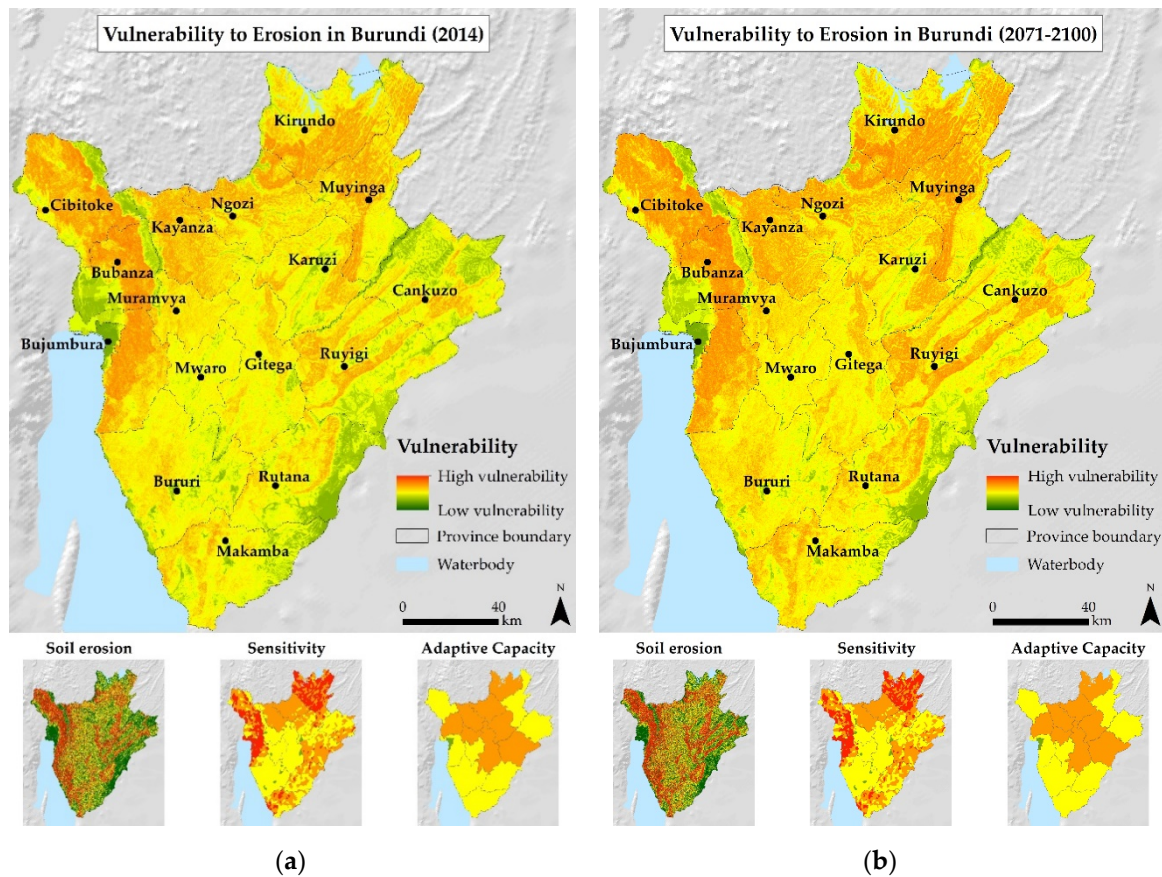 Vulnerability to Erosion in Burundi (2014)
Kirundo
Muyinga
Cibitoke
Ngozi
Kayanza
Bubanza
Karuzi
Muramvya
Cankuzo
Bujumbura
Ruyigi
Gitega
Mwaro
Bururi
Rutana
Makamba
Vulnerability
High vulnerability
Low vulnerability
Province boundary
Waterbody
N
0 40
km
Soil erosion
Sensitivity
Adaptive Capacity
(a)
Vulnerability to Erosion in Burundi (2071-2100)
Kirundo
Muyinga
Cibitoke
Ngozi
Kayanza
Bubanza
Karuzi
Muramvya
Cankuzo
Bujumbura
Ruyigi
Gitega
Mwaro
Bururi
Rutana
Makamba
Vulnerability
High vulnerability
Low vulnerability
Province boundary
Waterbody
N
0 40
km
Soil erosion
Sensitivity
Adaptive Capacity
(b)